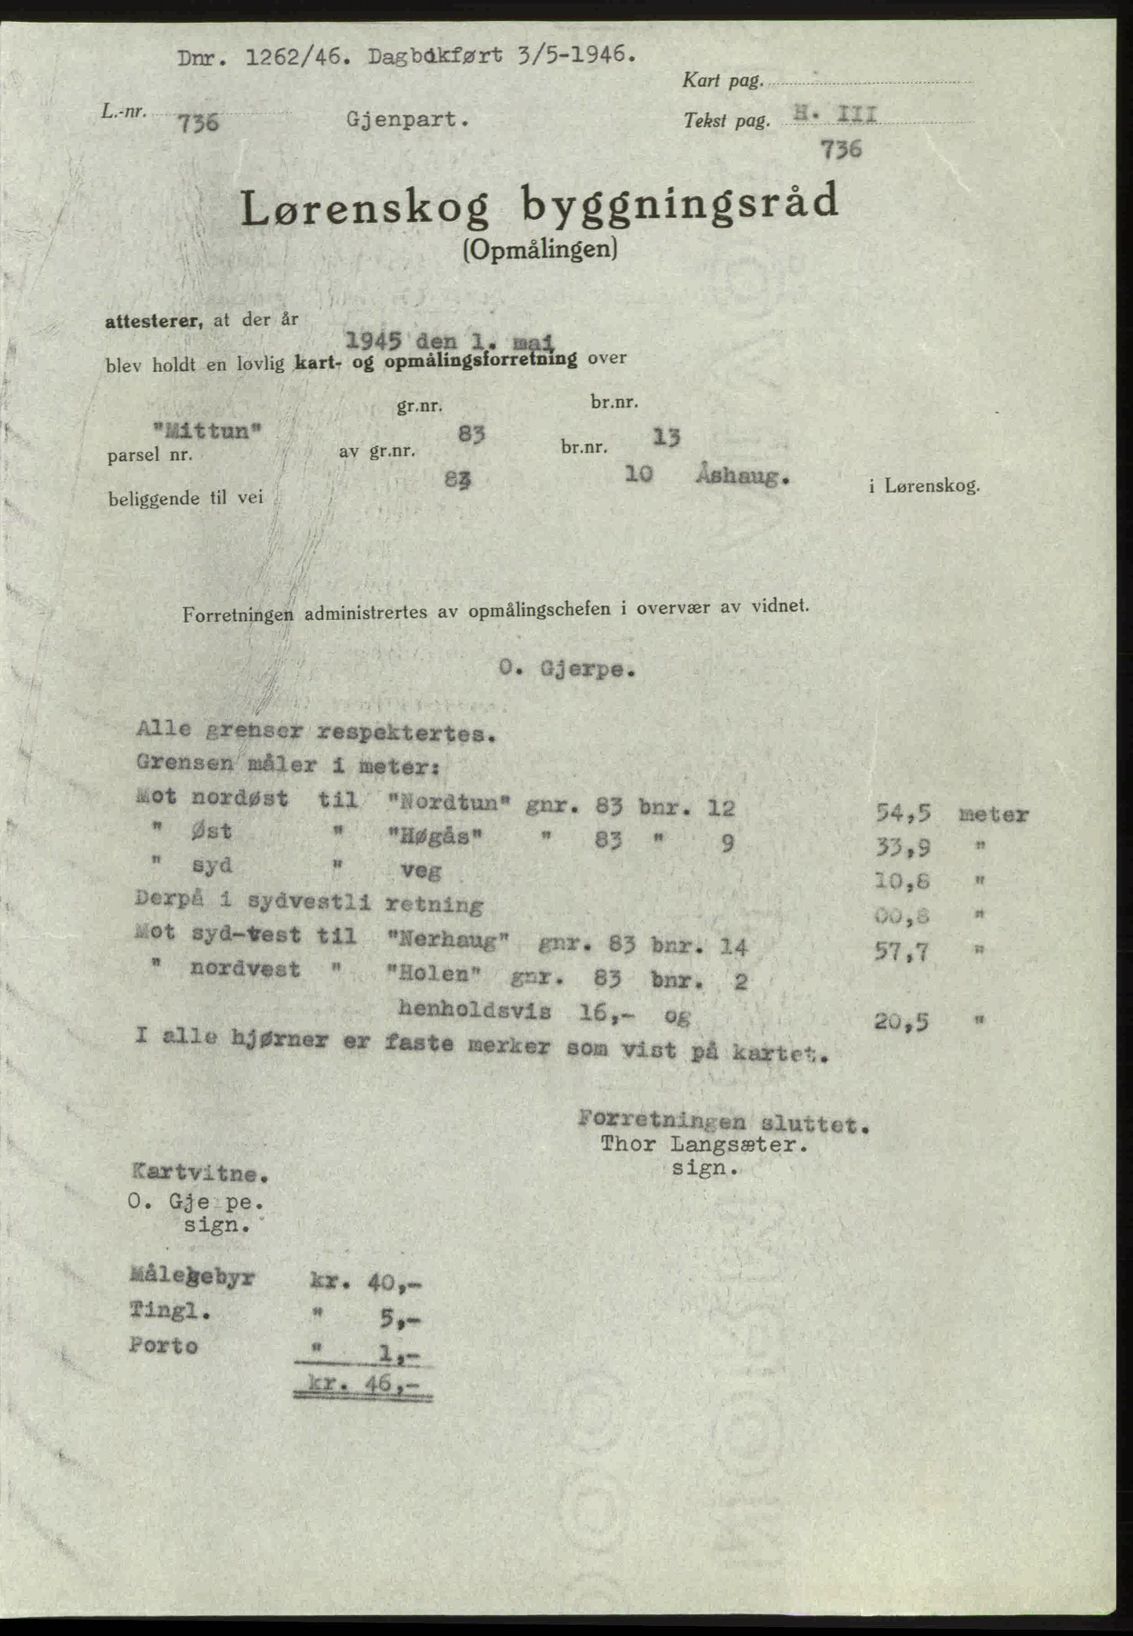 Dnr. 1262/46. Dagbokført 3/5-1946.
Kart pag.
L.-nr. 736 Gjenpart. Tekst pag. H. III
736
Lørenskog byggningsråd
(Opmålingen)
attesterer, at der år
1945 den 1. mai
blev holdt en lovlig kart- og opmålingsforretning over
gr.nr. br.nr.
"Mittun" 83 13
parsel nr. av gr.nr. br.nr.
83 10 Åshaug.
beliggende til vei i Lørenskog.
Forretningen administrertes av opmålingschefen i overvær av vidnet.
O. Gjerpe.
Alle grenser respektertes.
Grensen måler i meter:
Mot nordøst til "Nordtun" gnr. 83 bnr. 12 54,5 meter
" Øst " "Høgås" " 83 " 9 33,9 "
" syd " veg 10,8 "
Derpå i sydvestli retning 00,8 "
Mot syd-vest til "Nerhaug" gnr. 83 bnr. 14 57,7 "
" nordvest " "Holen" gnr. 83 bnr. 2
henholdsvis 16,- og 20,5 "
I alle hjørner er faste merker som vist på kartet.
Forretningen sluttet.
Thor Langsæter.
sign.
Kartvitne.
O. Gje pe.
sign.
Målegebyr kr. 40,-
Tingl. " 5,-
Porto " 1,-
kr. 46,-